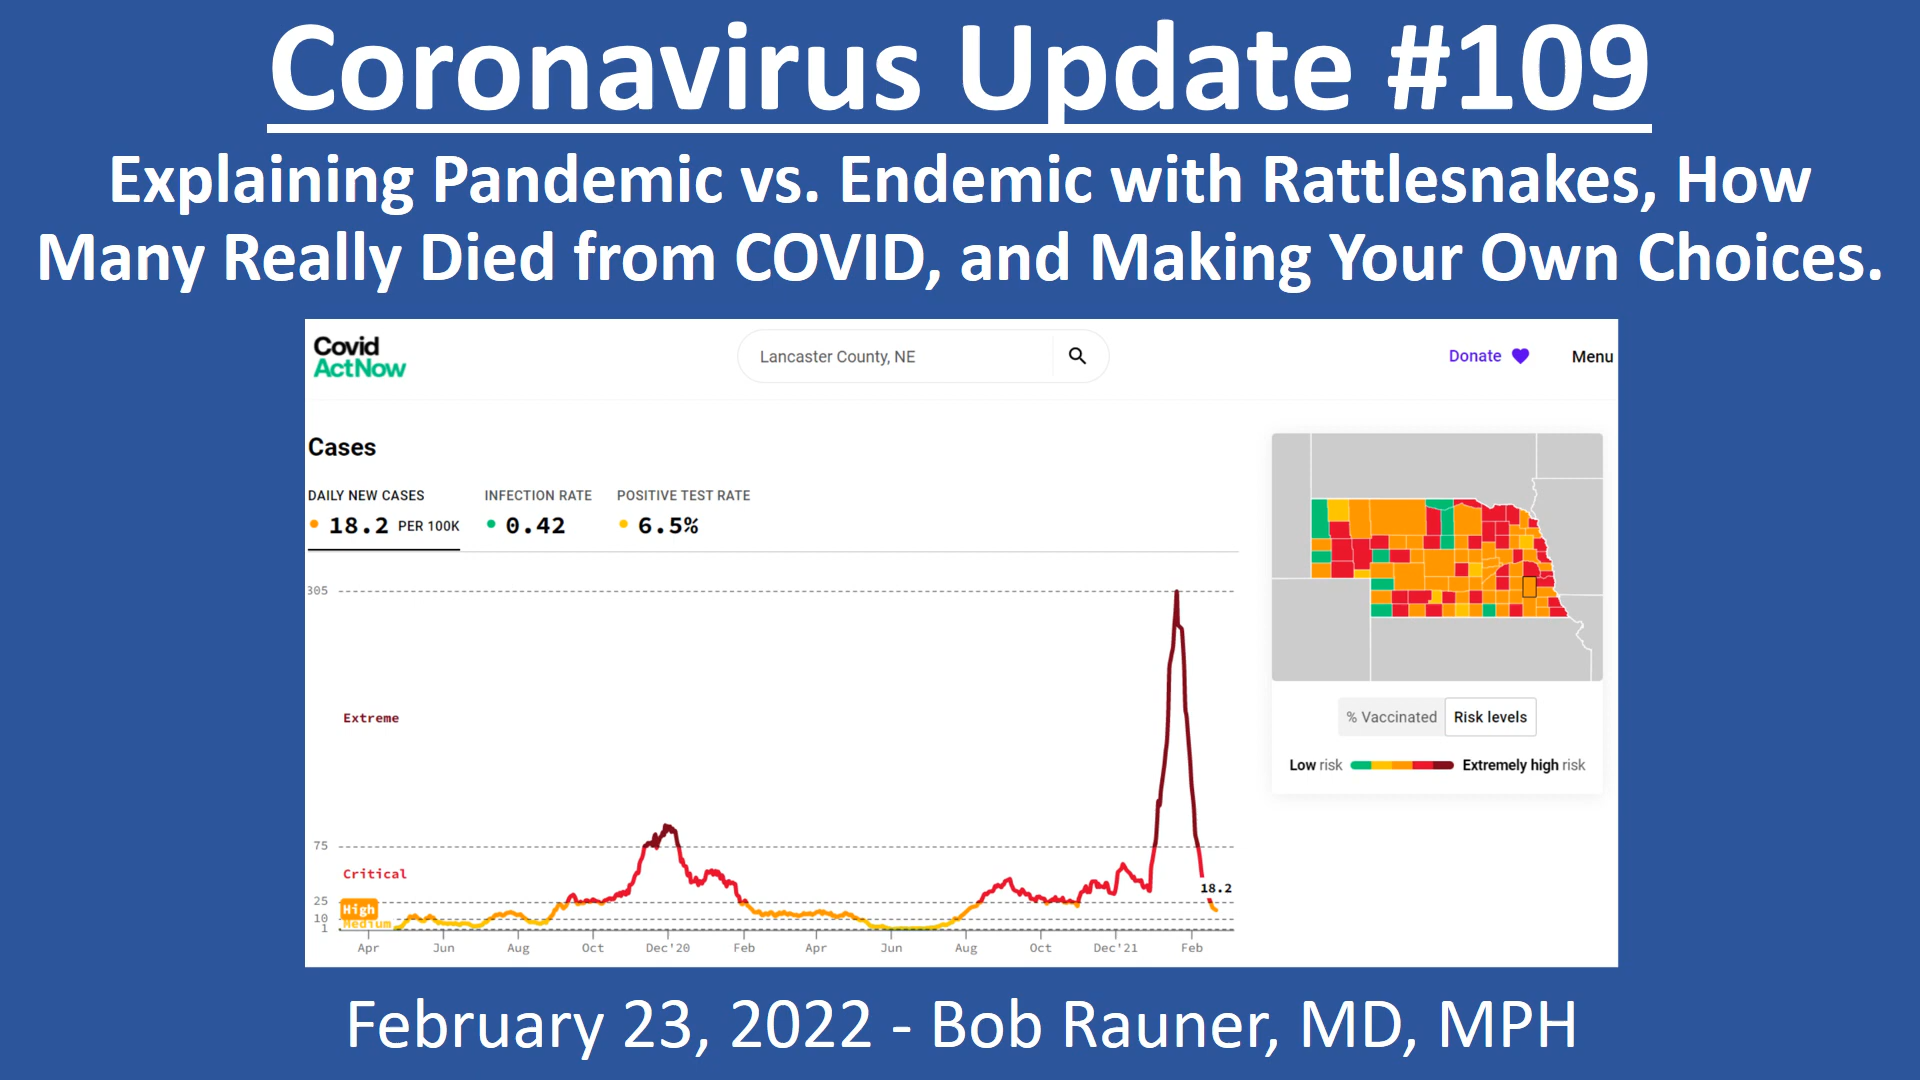 Coronavirus Update #109
Explaining Pandemic vs. Endemic with Rattlesnakes, How
Many Really Died from COVID, and Making Your Own Choices.
Covid
ActNow
Lancaster County, NE
Donate
Menu
Cases
DAILY NEW CASES
18.2 PER 100K
INFECTION RATE
0.42
POSITIVE TEST RATE
6.5%
305
Extreme
75
Critical
18.2
25
High
10
Medium
1
Apr Jun Aug Oct Dec'20 Feb Apr Jun Aug Oct Dec'21 Feb
% Vaccinated Risk levels
Low risk Extremely high risk
February 23, 2022 - Bob Rauner, MD, MPH